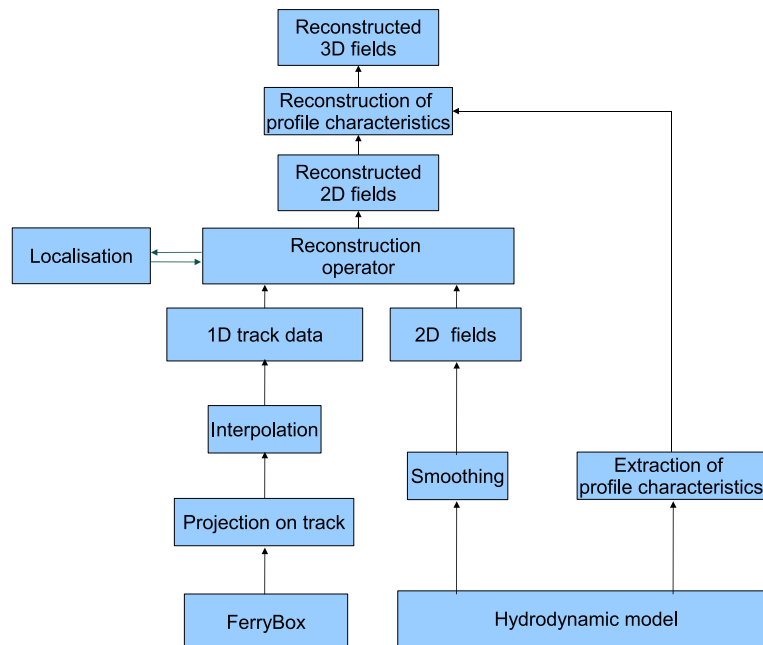 Reconstructed
3D fields
Reconstruction of
profile characteristics
Reconstructed
2D fields
Localisation
Reconstruction
operator
1D track data
2D fields
Interpolation
Smoothing
Extraction of
profile characteristics
Projection on track
FerryBox
Hydrodynamic model